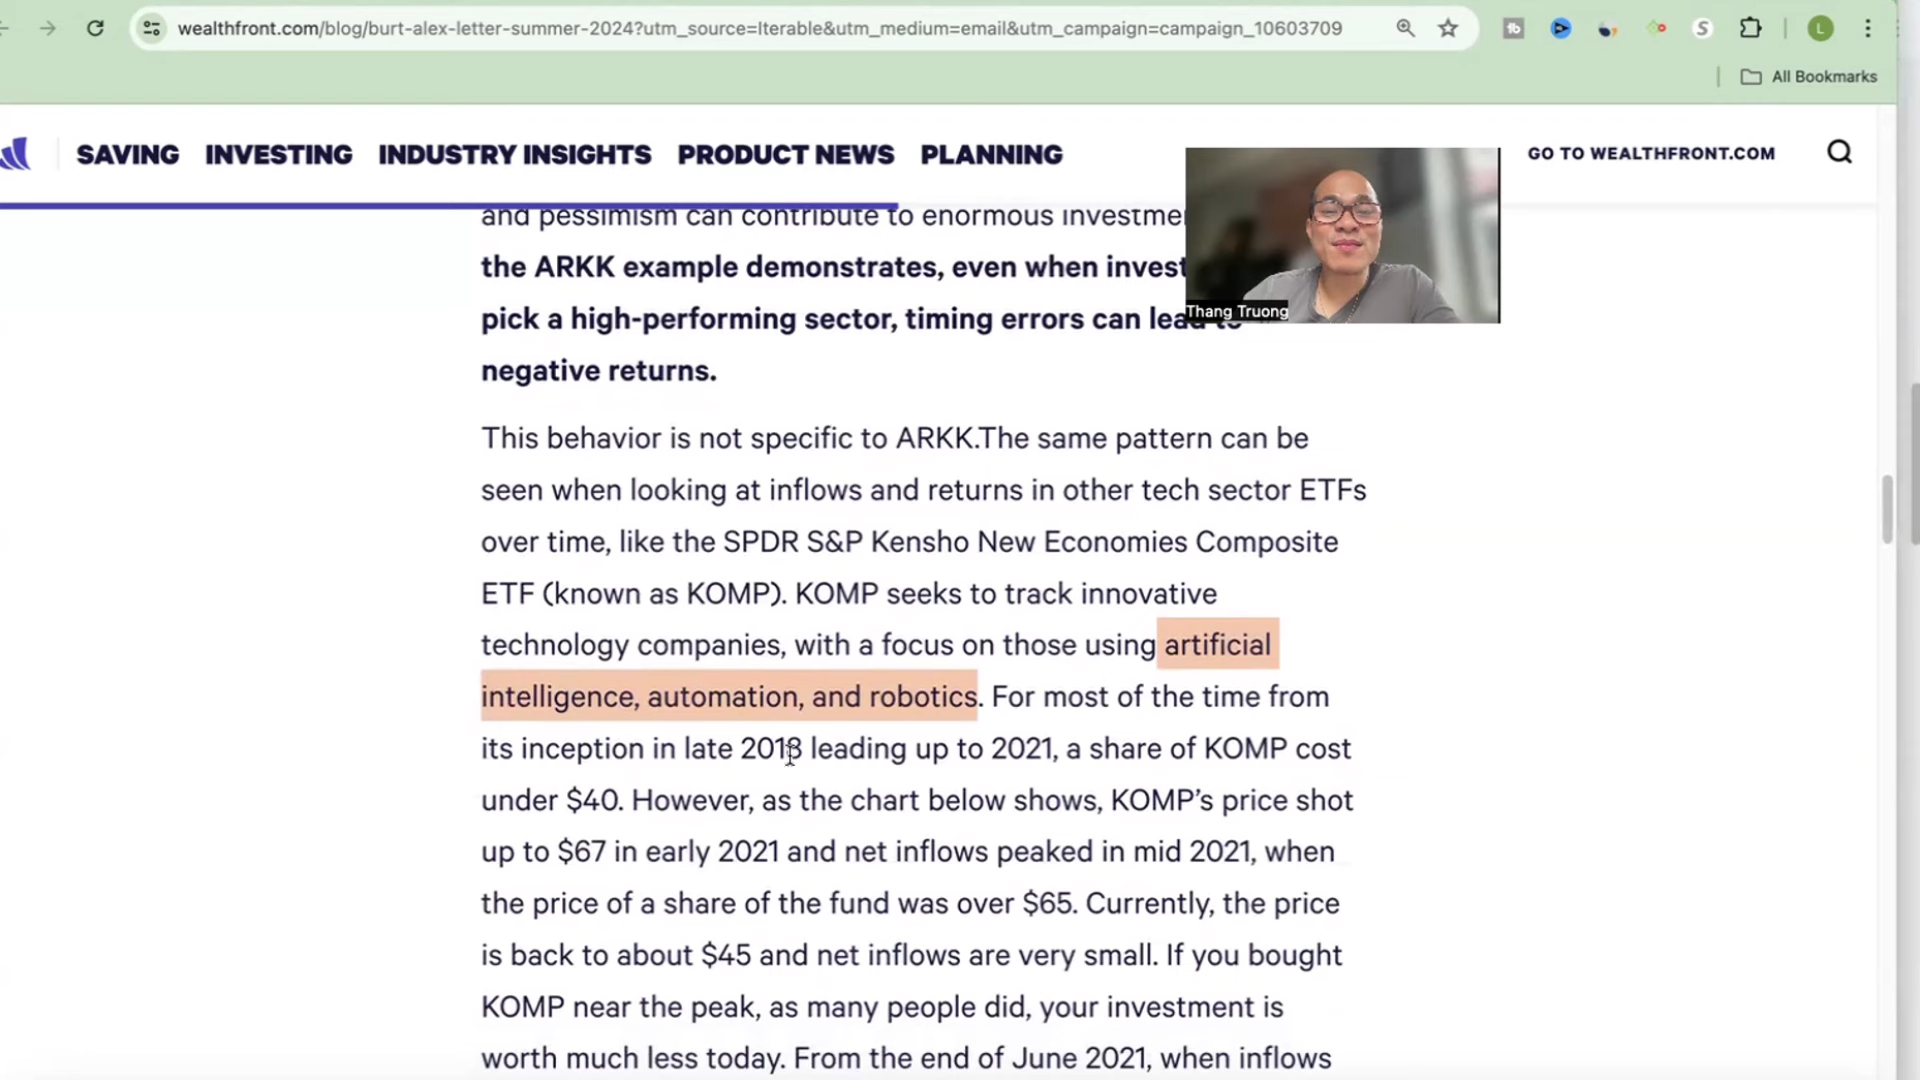 wealthfront.com/blog/burt-alex-letter-summer-2024?utm_source=Iterable&utm_medium=email&utm_campaign=campaign_10603709
tb
S
L
All Bookmarks
SAVING INVESTING INDUSTRY INSIGHTS PRODUCT NEWS PLANNING
GO TO WEALTHFRONT.COM
and pessimism can contribute to enormous investme
the ARKK example demonstrates, even when invest
Thang Truong
pick a high-performing sector, timing errors can lead to
negative returns.
This behavior is not specific to ARKK.The same pattern can be
seen when looking at inflows and returns in other tech sector ETFs
over time, like the SPDR S&P Kensho New Economies Composite
ETF (known as KOMP). KOMP seeks to track innovative
technology companies, with a focus on those using artificial
intelligence, automation, and robotics. For most of the time from
its inception in late 2018 leading up to 2021, a share of KOMP cost
under $40. However, as the chart below shows, KOMP’s price shot
up to $67 in early 2021 and net inflows peaked in mid 2021, when
the price of a share of the fund was over $65. Currently, the price
is back to about $45 and net inflows are very small. If you bought
KOMP near the peak, as many people did, your investment is
worth much less today. From the end of June 2021, when inflows